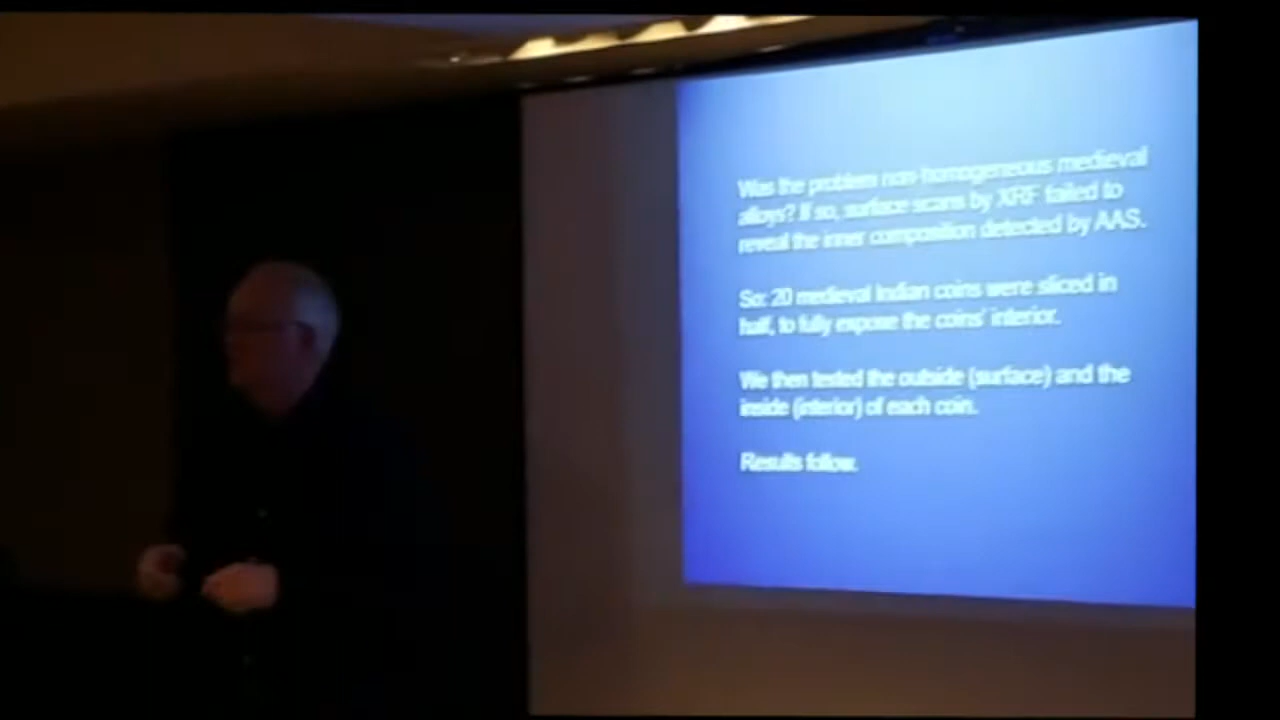 Was the problem non-homogeneous medieval
alloys? If so, surface scans by XRF failed to
reveal the inner composition detected by AAS.
So: 20 medieval Indian coins were sliced in
half, to fully expose the coins' interior.
We then tested the outside (surface) and the
inside (interior) of each coin.
Results follow.